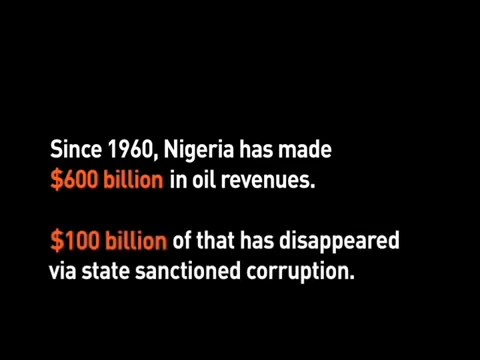 Since 1960, Nigeria has made
$600 billion in oil revenues.
$100 billion of that has disappeared
via state sanctioned corruption.